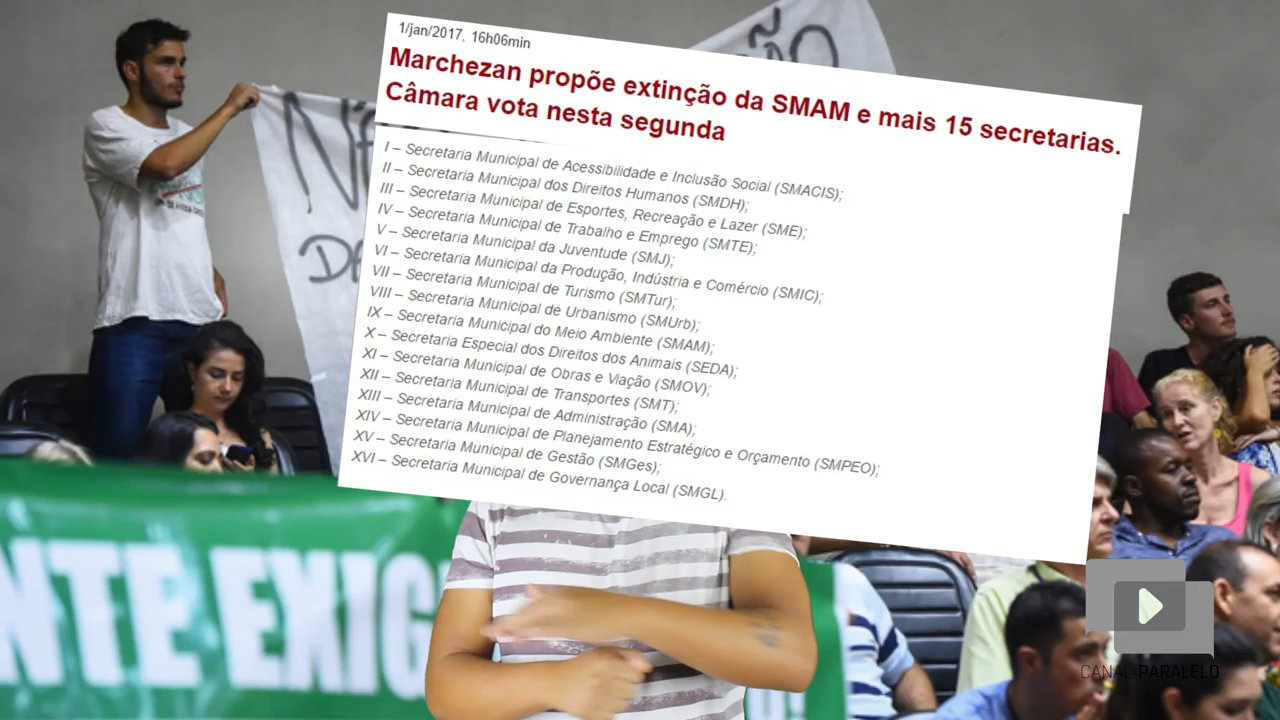 1/jan/2017, 16h06min
Marchezan propõe extinção da SMAM e mais 15 secretarias.
Câmara vota nesta segunda
I – Secretaria Municipal de Acessibilidade e Inclusão Social (SMACIS);
II – Secretaria Municipal dos Direitos Humanos (SMDH);
III – Secretaria Municipal de Esportes, Recreação e Lazer (SME);
IV – Secretaria Municipal de Trabalho e Emprego (SMTE);
V – Secretaria Municipal da Juventude (SMJ);
VI – Secretaria Municipal da Produção, Indústria e Comércio (SMIC);
VII – Secretaria Municipal de Turismo (SMTur);
VIII – Secretaria Municipal de Urbanismo (SMUrb);
IX – Secretaria Municipal do Meio Ambiente (SMAM);
X – Secretaria Especial dos Direitos dos Animais (SEDA);
XI – Secretaria Municipal de Obras e Viação (SMOV);
XII – Secretaria Municipal de Transportes (SMT);
XIII – Secretaria Municipal de Administração (SMA);
XIV – Secretaria Municipal de Planejamento Estratégico e Orçamento (SMPEO);
XV – Secretaria Municipal de Gestão (SMGes);
XVI – Secretaria Municipal de Governança Local (SMGL).
ÃO
NÃ
DA
NTE EXIG
CANAL PARALELO